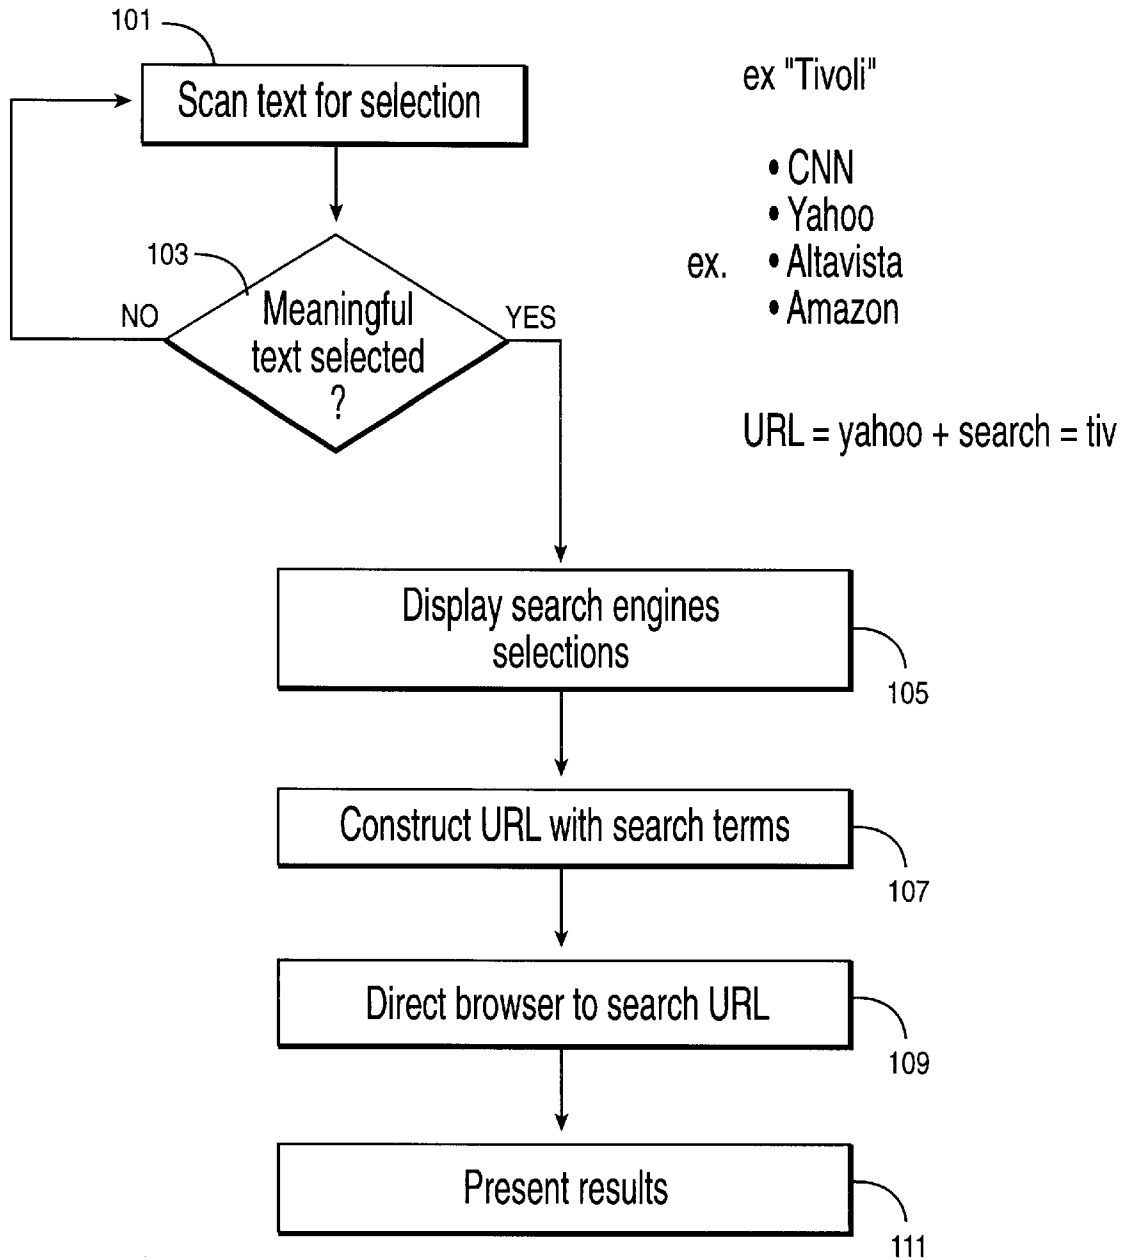 101
Scan text for selection
ex "Tivoli"
• CNN
• Yahoo
ex. • Altavista
• Amazon
103
NO
YES
Meaningful
text selected
?
URL = yahoo + search = tiv
Display search engines
selections
105
Construct URL with search terms
107
Direct browser to search URL
109
Present results
111